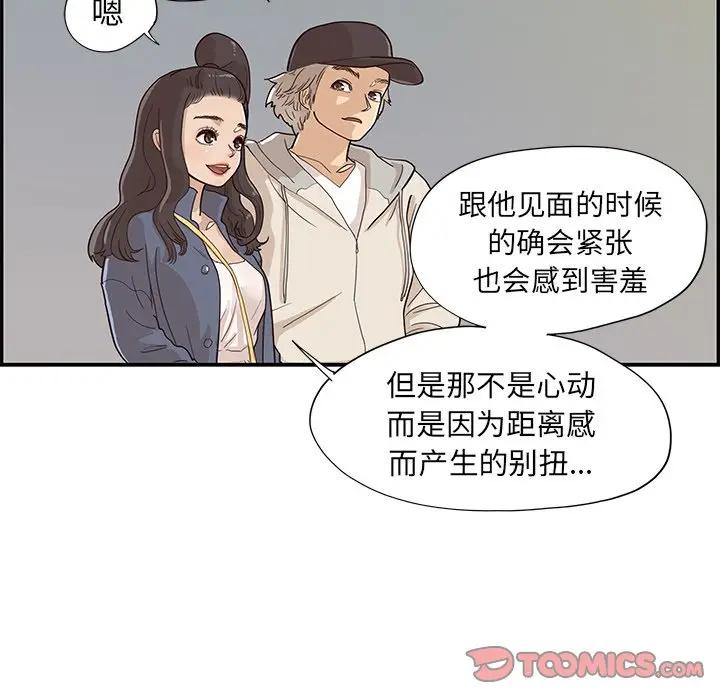 嗯
跟他见面的时候
的确会紧张
也会感到害羞
但是那不是心动
而是因为距离感
而产生的别扭...
TOOMICS.COM